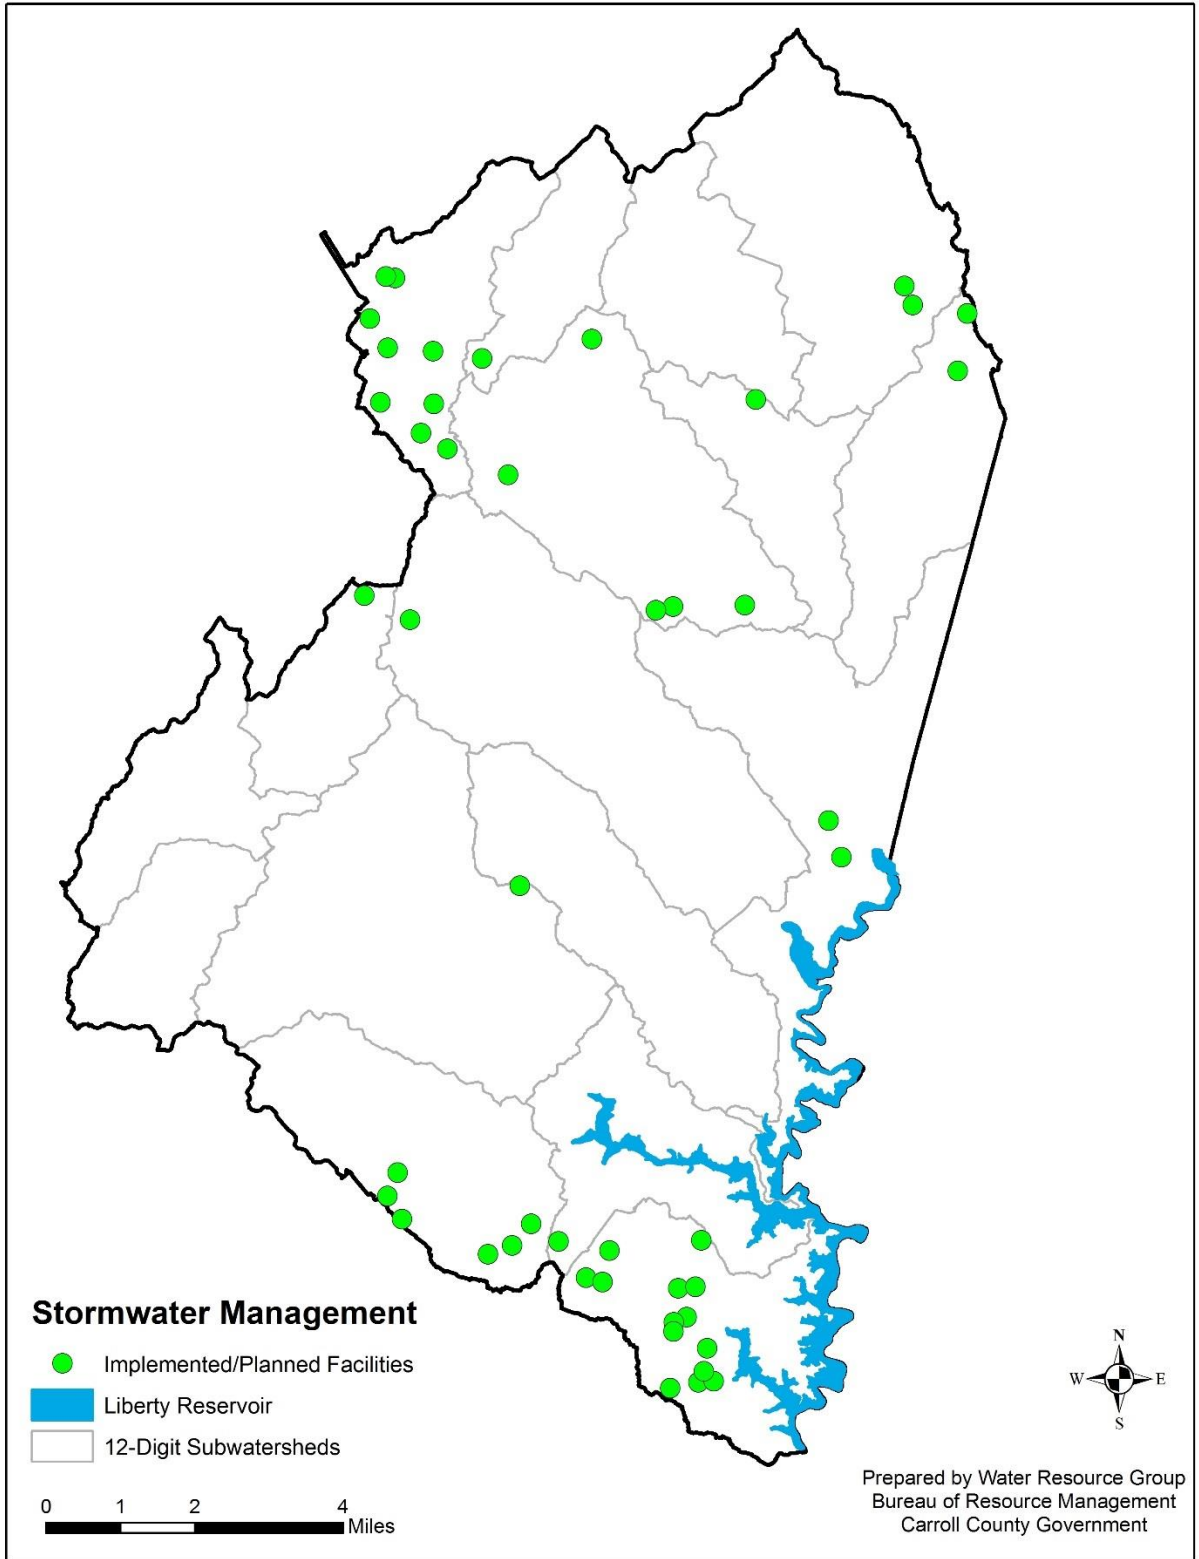 Stormwater Management
Implemented/Planned Facilities
Liberty Reservoir
12-Digit Subwatersheds
0 1 2 4
Miles
N
W E
S
Prepared by Water Resource Group
Bureau of Resource Management
Carroll County Government